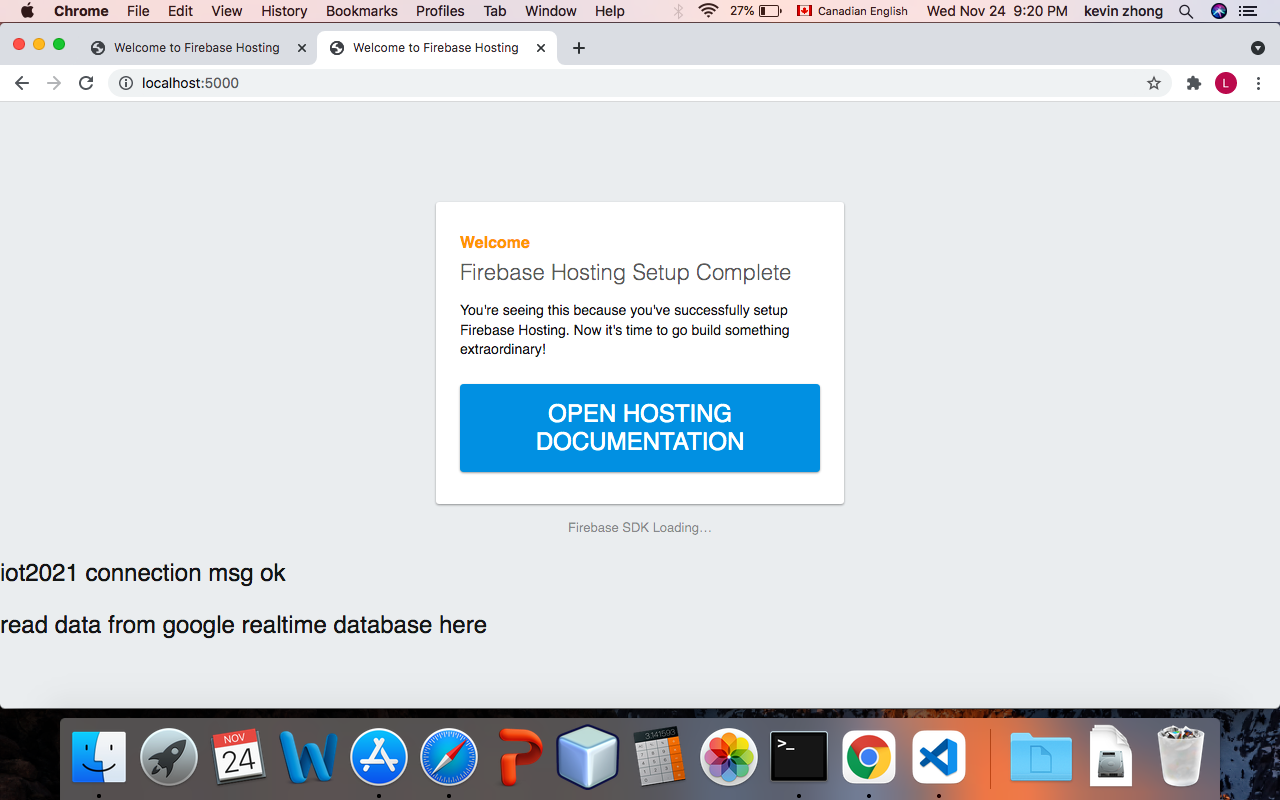 Chrome File Edit View History Bookmarks Profiles Tab Window Help 27% Canadian English Wed Nov 24 9:20 PM kevin zhong
Welcome to Firebase Hosting Welcome to Firebase Hosting
localhost:5000 L
Welcome
Firebase Hosting Setup Complete
You're seeing this because you've successfully setup
Firebase Hosting. Now it's time to go build something
extraordinary!
OPEN HOSTING
DOCUMENTATION
Firebase SDK Loading…
iot2021 connection msg ok
read data from google realtime database here
NOV
24
3.141593
>_